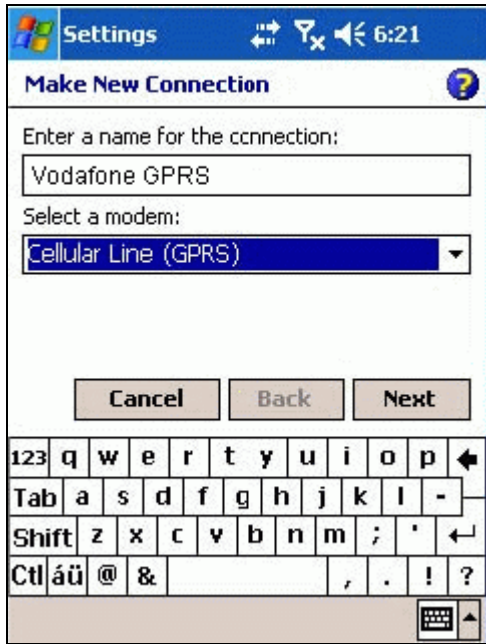 Settings 6:21
Make New Connection
Enter a name for the ccnnection:
Vodafone GPRS
Select a modem:
Cellular Line (GPRS)
Cancel Back Next
123 q w e r t y u i o p
Tab a s d f g h j k l -
Shift z x c v b n m ; '
Ctl áü @ & , . ! ?